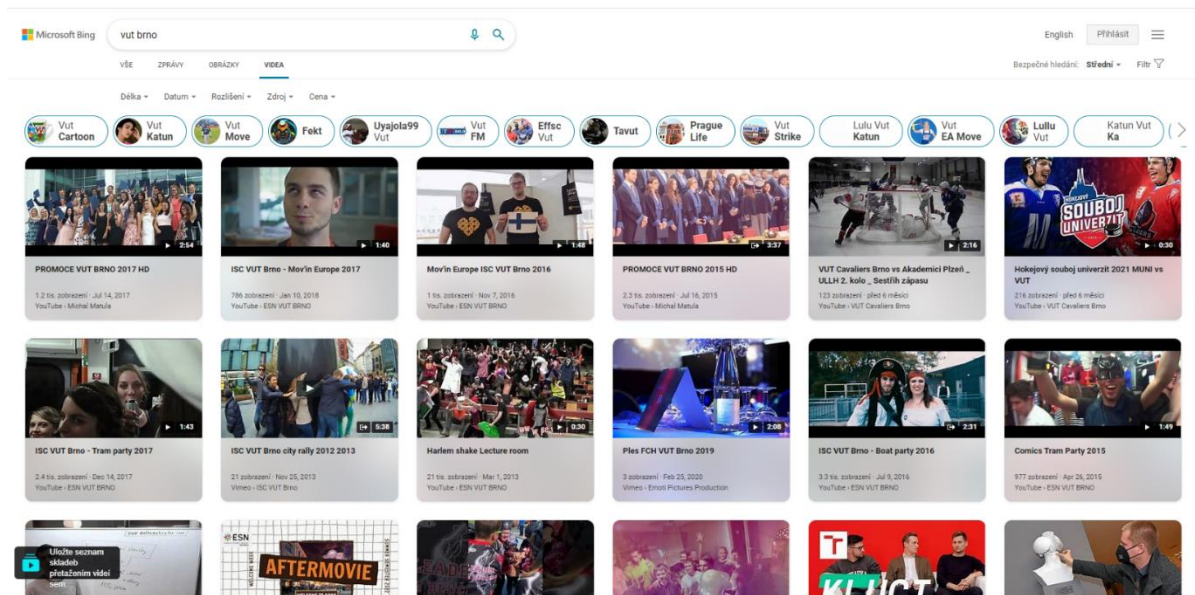 Microsoft Bing
vut brno
English
Přihlásit
VŠE
ZPRÁVY
OBRÁZKY
VIDEA
Bezpečné hledání: Střední
Filtr
Délka
Datum
Rozlišení
Zdroj
Cena
Vut Cartoon
Vut Katun
Vut Move
Fekt
Uyajola99 Vut
Vut FM
Effsc Vut
Tavut
Prague Life
Vut Strike
Lulu Vut Katun
Vut EA Move
Lullu Vut
Katun Vut Ka
2:54
1:40
1:48
3:37
2:16
HOKEJOVÝ
SOUBOJ
UNIVERZIT
0:30
PROMOCE VUT BRNO 2017 HD
1.2 tis. zobrazení · Jul 14, 2017
YouTube › Michal Matula
ISC VUT Brno - Mov'in Europe 2017
786 zobrazení · Jan 10, 2018
YouTube › ESN VUT BRNO
Mov'in Europe ISC VUT Brno 2016
1 tis. zobrazení · Nov 7, 2016
YouTube › ESN VUT BRNO
PROMOCE VUT BRNO 2015 HD
2.3 tis. zobrazení · Jul 16, 2015
YouTube › Michal Matula
VUT Cavaliers Brno vs Akademici Plzeň _
ULLH 2. kolo _ Sestřih zápasu
123 zobrazení · před 6 měsíci
YouTube › VUT Cavaliers Brno
Hokejový souboj univerzit 2021 MUNI vs
VUT
216 zobrazení · před 6 měsíci
YouTube › VUT Cavaliers Brno
1:43
5:38
0:30
2:08
2:31
1:49
ISC VUT Brno - Tram party 2017
2.4 tis. zobrazení · Dec 14, 2017
YouTube › ESN VUT BRNO
ISC VUT Brno city rally 2012 2013
21 zobrazení · Nov 25, 2013
Vimeo › ISC VUT Brno
Harlem shake Lecture room
21 tis. zobrazení · Mar 1, 2013
YouTube › ESN VUT BRNO
Ples FCH VUT Brno 2019
3 zobrazení · Feb 25, 2020
Vimeo › Emoti Pictures Production
ISC VUT Brno - Boat party 2016
3.3 tis. zobrazení · Jul 9, 2016
YouTube › ESN VUT BRNO
Comics Tram Party 2015
977 zobrazení · Apr 26, 2015
YouTube › ESN VUT BRNO
Uložte seznam
skladeb
přetažením videí
sem.
ESN
AFTERMOVIE